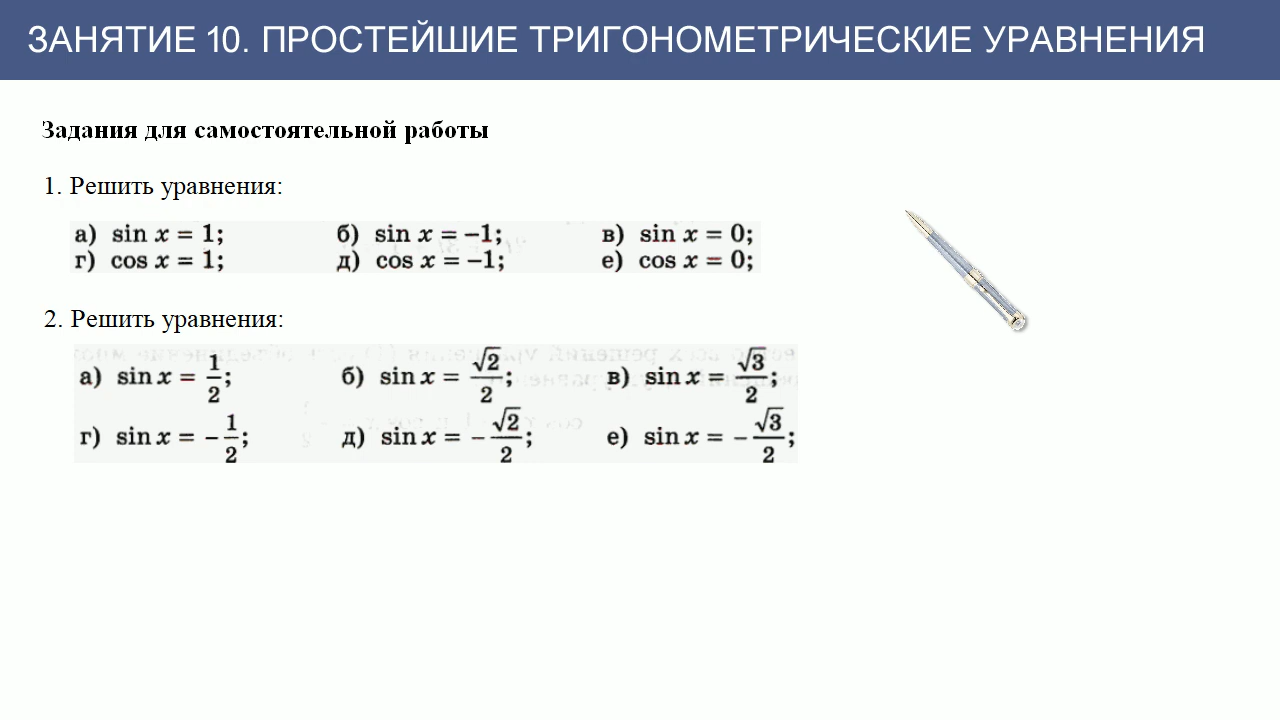 ЗАНЯТИЕ 10. ПРОСТЕЙШИЕ ТРИГОНОМЕТРИЧЕСКИЕ УРАВНЕНИЯ
Задания для самостоятельной работы
1. Решить уравнения:
а) sin x = 1; б) sin x = −1; в) sin x = 0;
г) cos x = 1; д) cos x = −1; е) cos x = 0;
2. Решить уравнения:
а) sin x = 1/2; б) sin x = √2/2; в) sin x = √3/2;
г) sin x = −1/2; д) sin x = −√2/2; е) sin x = −√3/2;